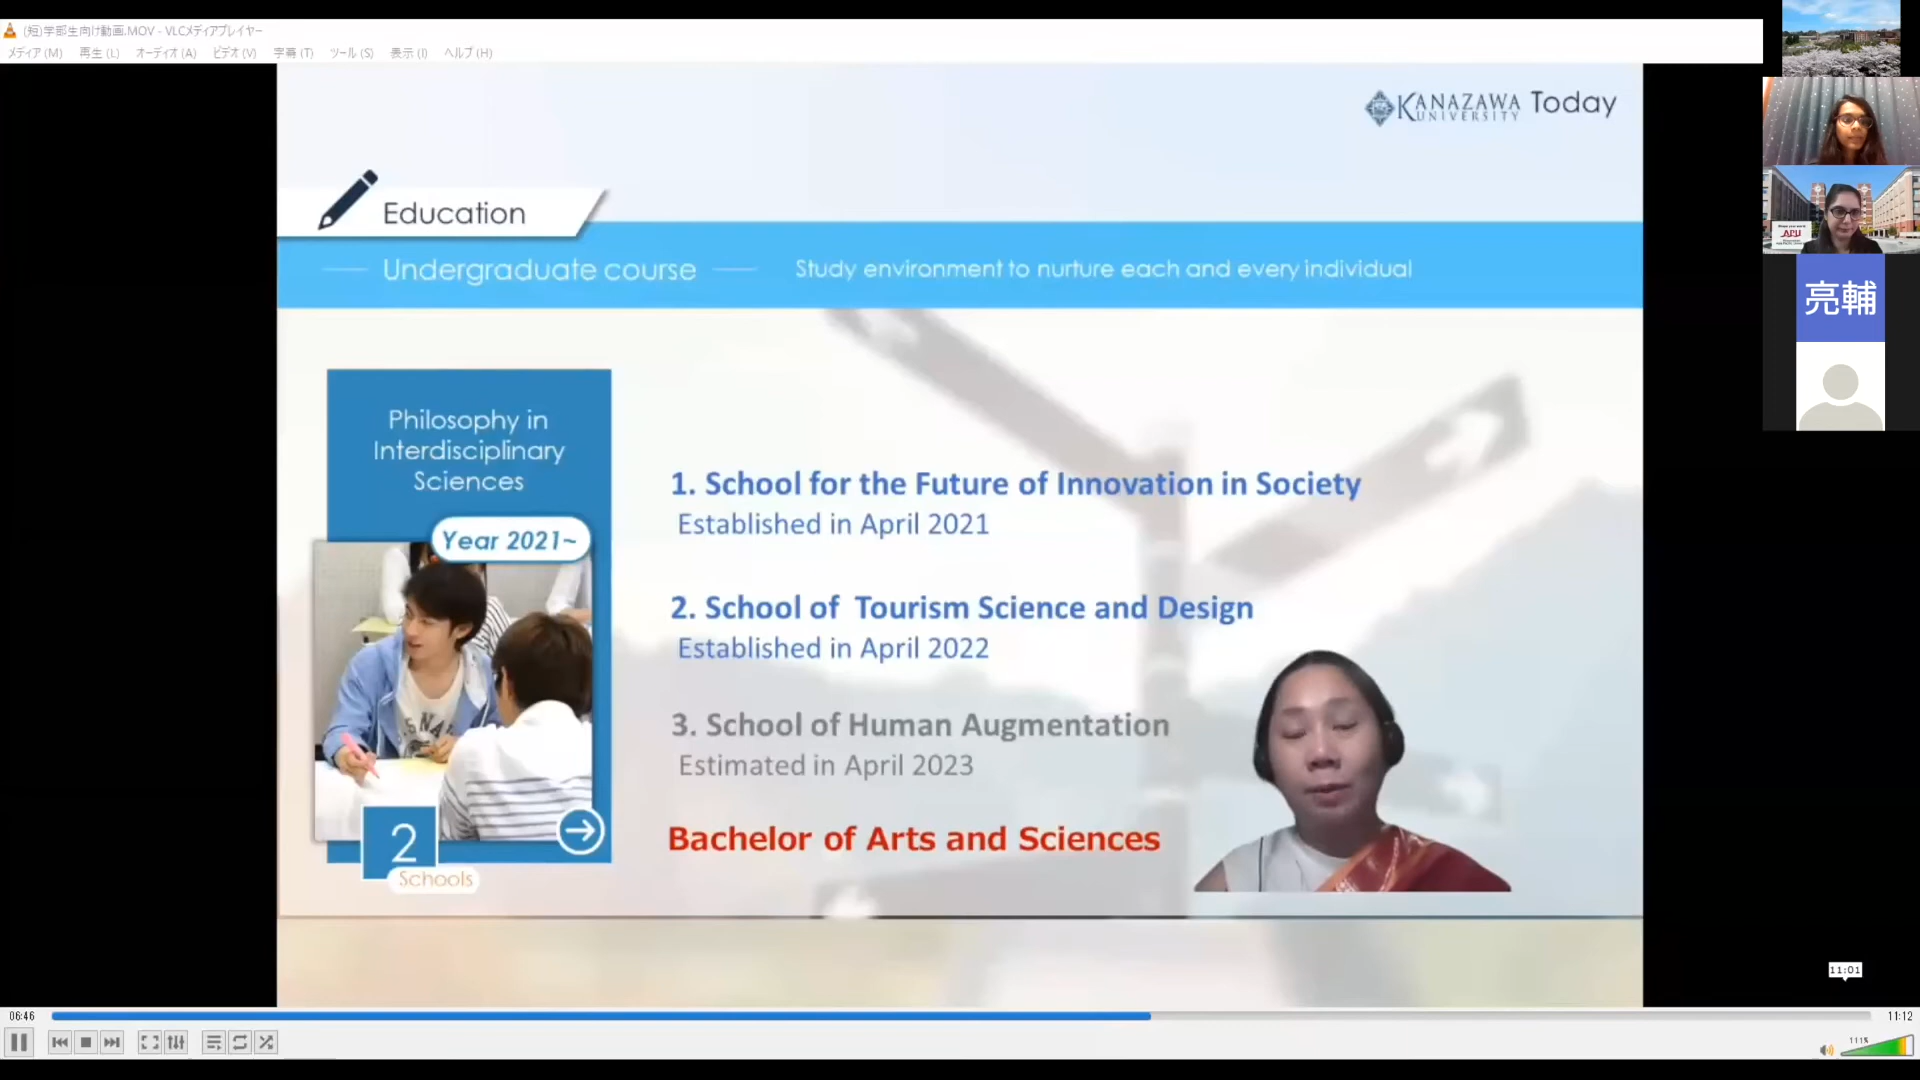 (短)学部生向け動画.MOV - VLCメディアプレイヤー
メディア (M) 再生 (L) オーディオ (A) ビデオ (V) 字幕 (T) ツール (S) 表示 (I) ヘルプ (H)
KANAZAWA UNIVERSITY Today
Education
Undergraduate course
Study environment to nurture each and every individual
Philosophy in
Interdisciplinary
Sciences
Year 2021~
2
Schools
1. School for the Future of Innovation in Society
Established in April 2021
2. School of Tourism Science and Design
Established in April 2022
3. School of Human Augmentation
Estimated in April 2023
Bachelor of Arts and Sciences
APU
亮輔
11:01
06:46
11:12
111%